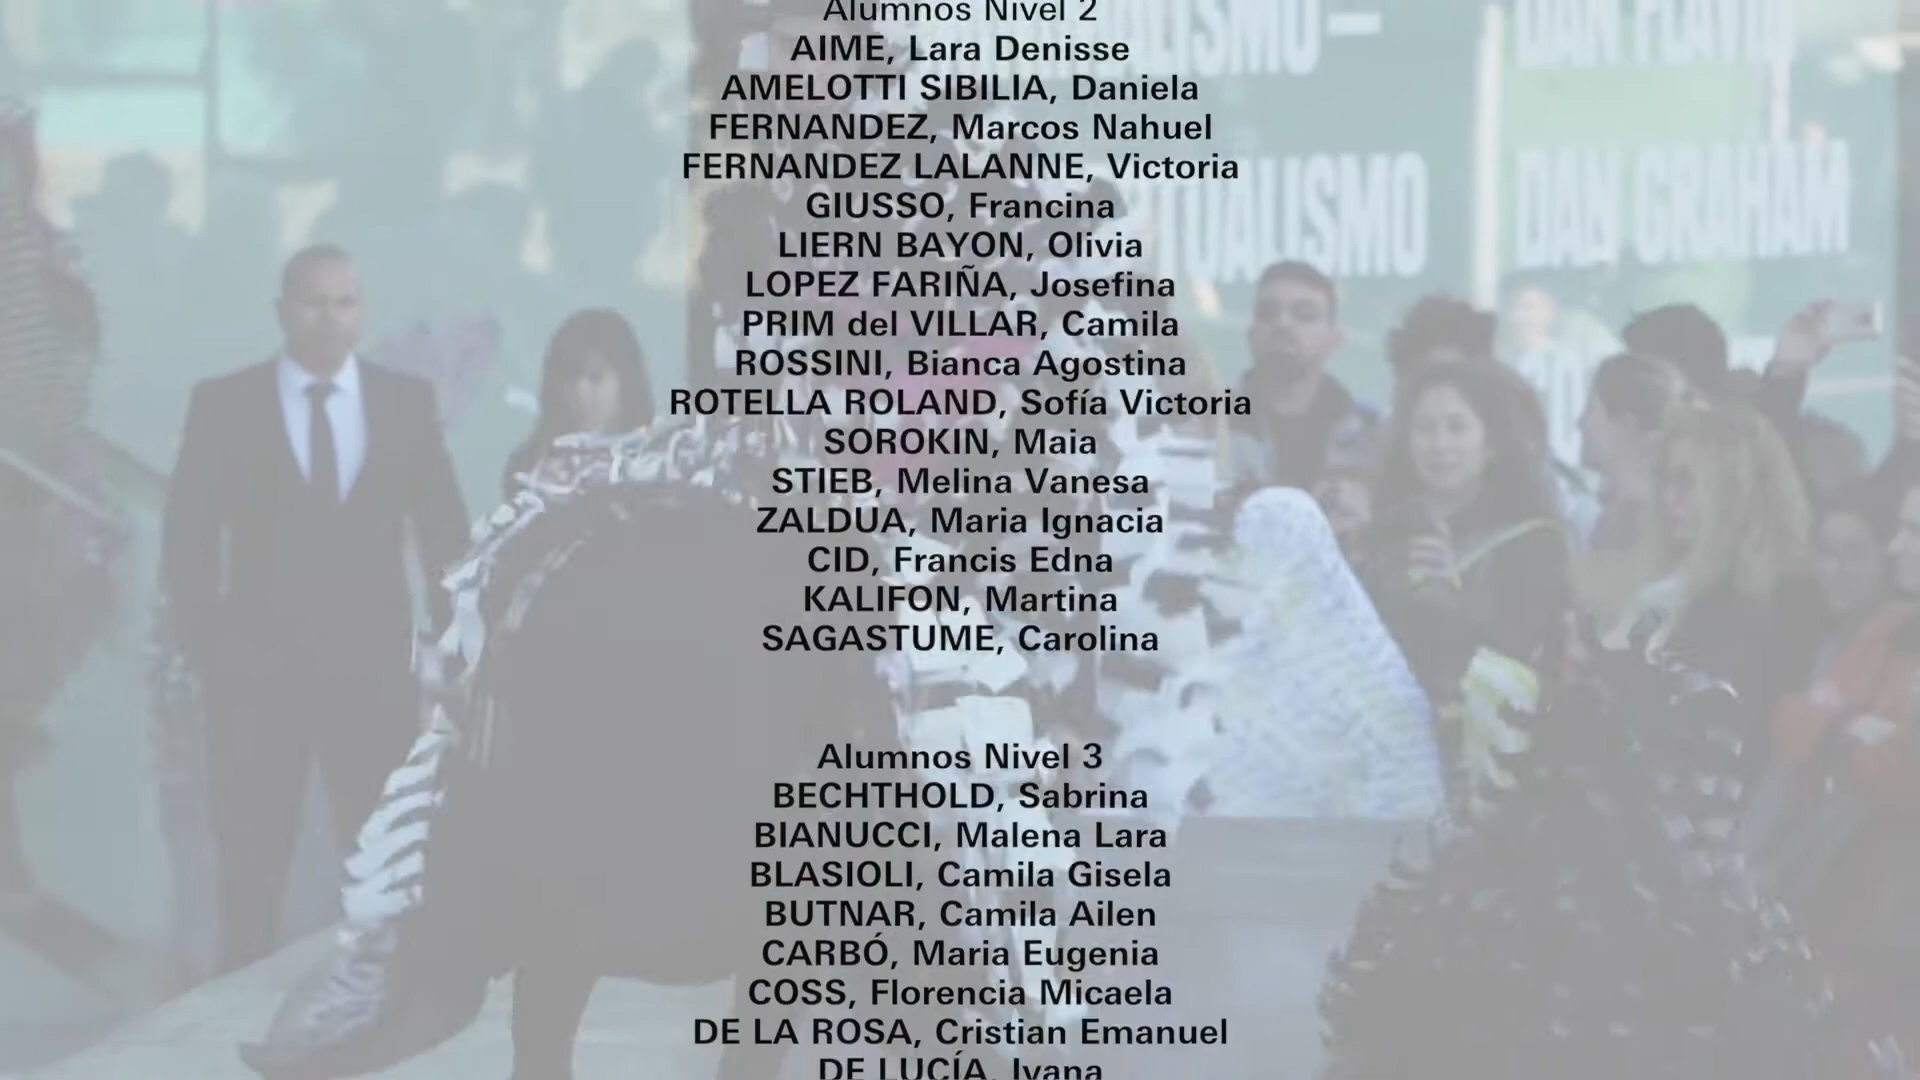 Alumnos Nivel 2
AIME, Lara Denisse
AMELOTTI SIBILIA, Daniela
FERNANDEZ, Marcos Nahuel
FERNANDEZ LALANNE, Victoria
GIUSSO, Francina
LIERN BAYON, Olivia
LOPEZ FARIÑA, Josefina
PRIM del VILLAR, Camila
ROSSINI, Bianca Agostina
ROTELLA ROLAND, Sofía Victoria
SOROKIN, Maia
STIEB, Melina Vanesa
ZALDUA, Maria Ignacia
CID, Francis Edna
KALIFON, Martina
SAGASTUME, Carolina
Alumnos Nivel 3
BECHTHOLD, Sabrina
BIANUCCI, Malena Lara
BLASIOLI, Camila Gisela
BUTNAR, Camila Ailen
CARBÓ, Maria Eugenia
COSS, Florencia Micaela
DE LA ROSA, Cristian Emanuel
DE LUCÍA, Ivana
DAN FLAVIN
DAN GRAHAM